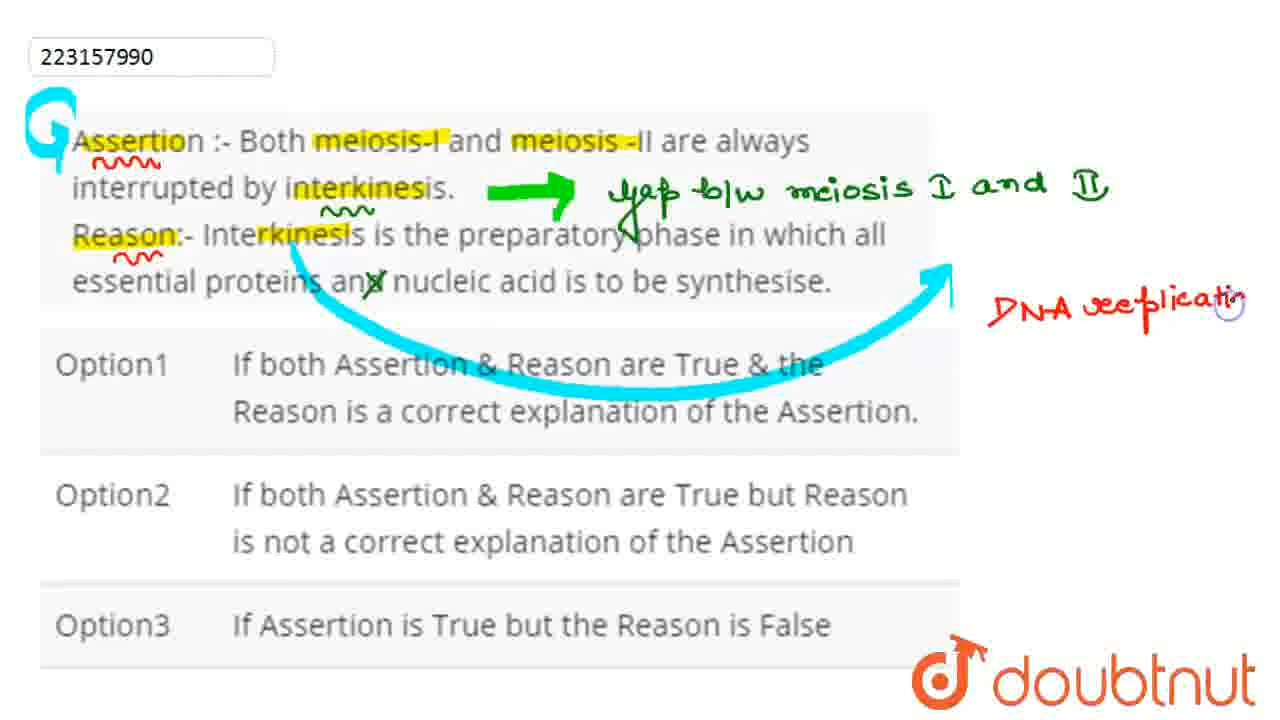 223157990
Assertion :- Both meiosis-I and meiosis -II are always
interrupted by interkinesis.
gap b/w meiosis I and II
Reason:- Interkinesis is the preparatory phase in which all
essential proteins and nucleic acid is to be synthesise.
DNA reeplication
Option1 If both Assertion & Reason are True & the
Reason is a correct explanation of the Assertion.
Option2 If both Assertion & Reason are True but Reason
is not a correct explanation of the Assertion
Option3 If Assertion is True but the Reason is False
doubtnut